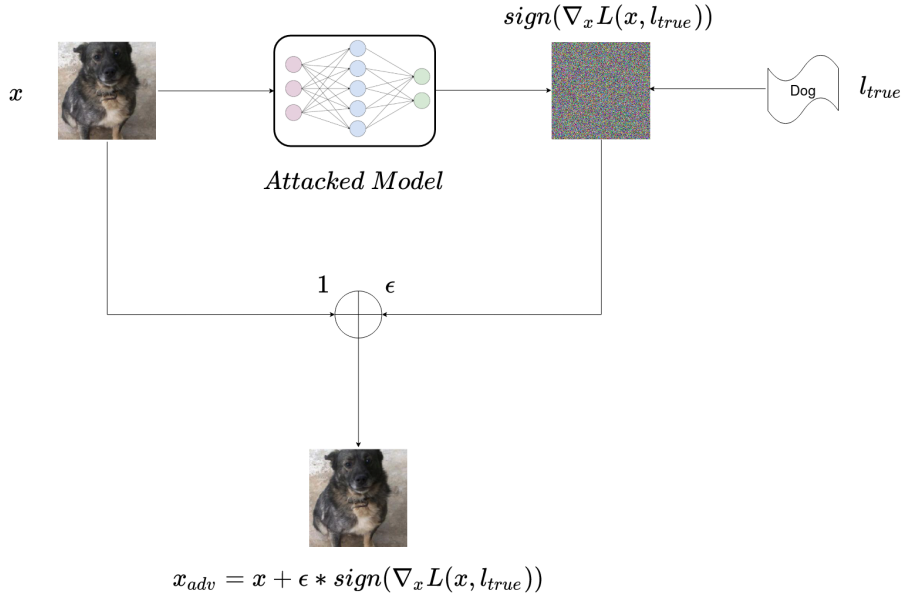 sign(∇ₓL(x, l_true))
x
Dog
l_true
Attacked Model
1
ϵ
x_adv = x + ϵ * sign(∇ₓL(x, l_true))